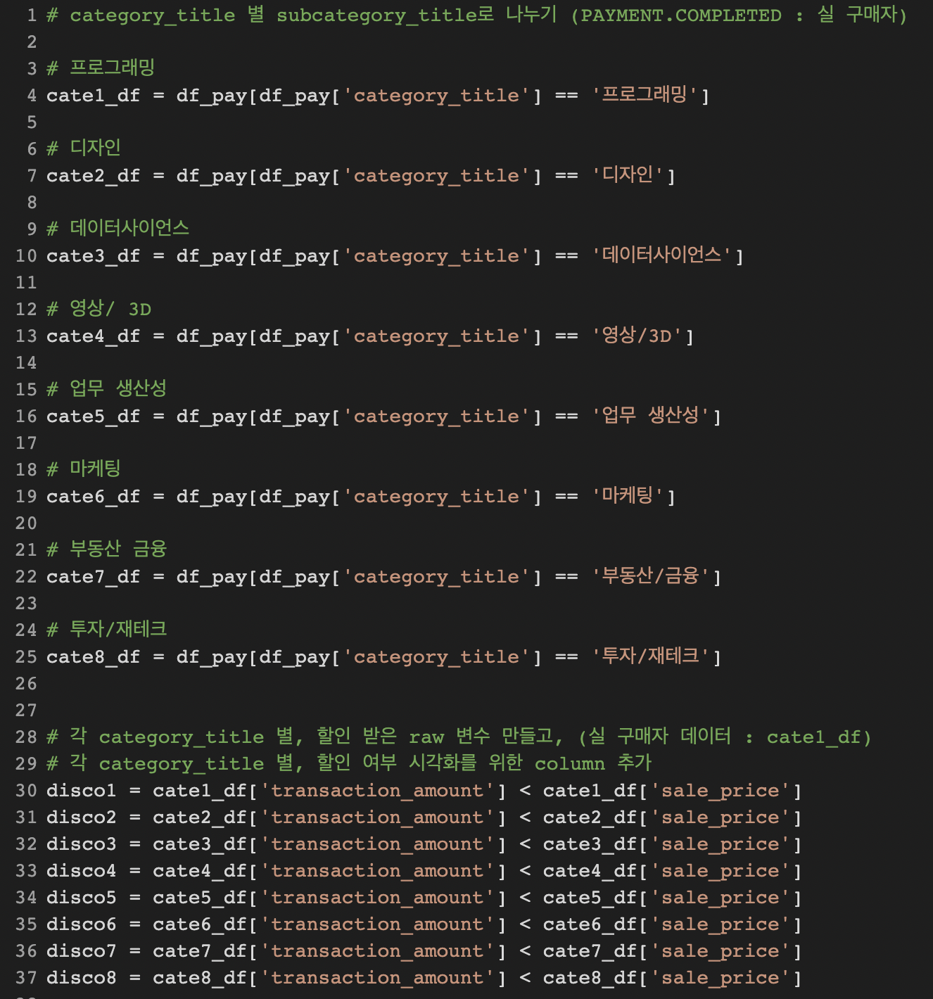 1 # category_title 별 subcategory_title로 나누기 (PAYMENT.COMPLETED : 실 구매자)
2
3 # 프로그래밍
4 cate1_df = df_pay[df_pay['category_title'] == '프로그래밍']
5
6 # 디자인
7 cate2_df = df_pay[df_pay['category_title'] == '디자인']
8
9 # 데이터사이언스
10 cate3_df = df_pay[df_pay['category_title'] == '데이터사이언스']
11
12 # 영상/ 3D
13 cate4_df = df_pay[df_pay['category_title'] == '영상/3D']
14
15 # 업무 생산성
16 cate5_df = df_pay[df_pay['category_title'] == '업무 생산성']
17
18 # 마케팅
19 cate6_df = df_pay[df_pay['category_title'] == '마케팅']
20
21 # 부동산 금융
22 cate7_df = df_pay[df_pay['category_title'] == '부동산/금융']
23
24 # 투자/재테크
25 cate8_df = df_pay[df_pay['category_title'] == '투자/재테크']
26
27
28 # 각 category_title 별, 할인 받은 raw 변수 만들고, (실 구매자 데이터 : cate1_df)
29 # 각 category_title 별, 할인 여부 시각화를 위한 column 추가
30 disco1 = cate1_df['transaction_amount'] < cate1_df['sale_price']
31 disco2 = cate2_df['transaction_amount'] < cate2_df['sale_price']
32 disco3 = cate3_df['transaction_amount'] < cate3_df['sale_price']
33 disco4 = cate4_df['transaction_amount'] < cate4_df['sale_price']
34 disco5 = cate5_df['transaction_amount'] < cate5_df['sale_price']
35 disco6 = cate6_df['transaction_amount'] < cate6_df['sale_price']
36 disco7 = cate7_df['transaction_amount'] < cate7_df['sale_price']
37 disco8 = cate8_df['transaction_amount'] < cate8_df['sale_price']